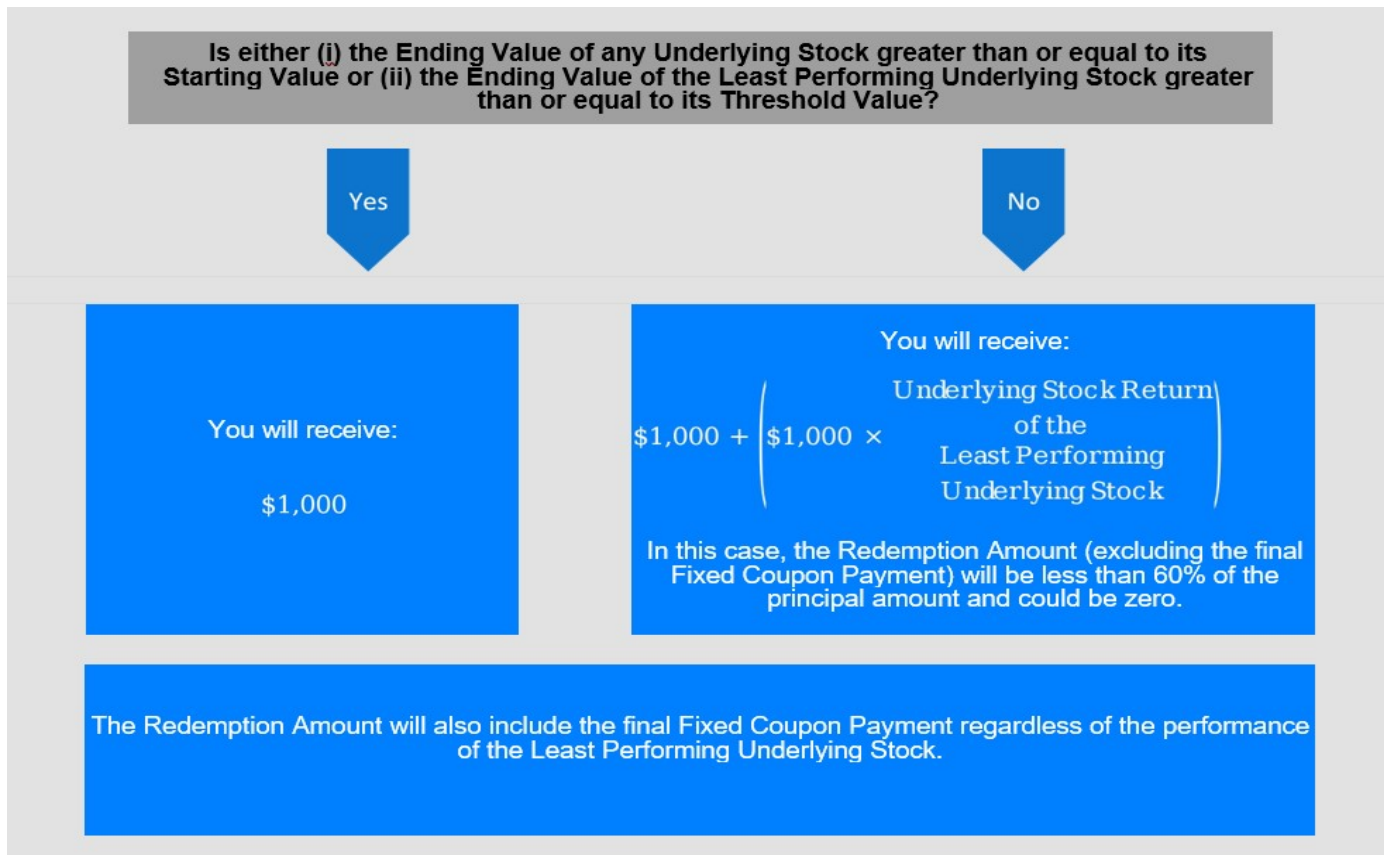 Is either (i) the Ending Value of any Underlying Stock greater than or equal to its
Starting Value or (ii) the Ending Value of the Least Performing Underlying Stock greater
than or equal to its Threshold Value?
Yes
No
You will receive:
$1,000
You will receive:
$1,000 + ($1,000 × Underlying Stock Return
of the
Least Performing
Underlying Stock)
In this case, the Redemption Amount (excluding the final
Fixed Coupon Payment) will be less than 60% of the
principal amount and could be zero.
The Redemption Amount will also include the final Fixed Coupon Payment regardless of the performance
of the Least Performing Underlying Stock.